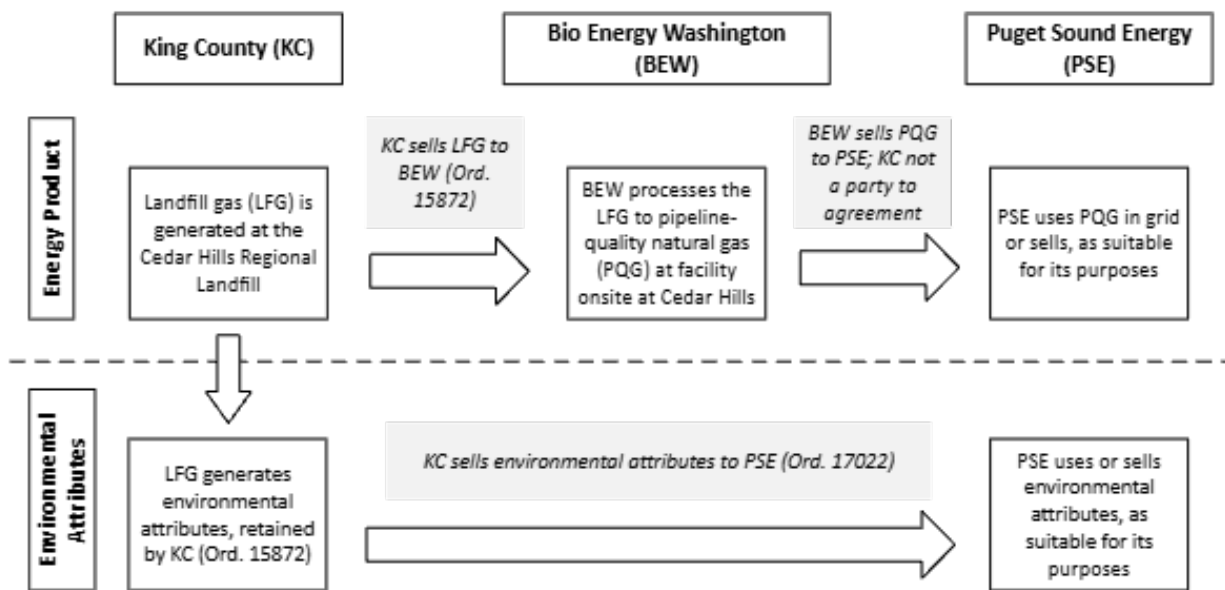 King County (KC)
Bio Energy Washington
(BEW)
Puget Sound Energy
(PSE)
Energy Product
Landfill gas (LFG) is
generated at the
Cedar Hills Regional
Landfill
KC sells LFG to
BEW (Ord.
15872)
BEW processes the
LFG to pipeline-
quality natural gas
(PQG) at facility
onsite at Cedar Hills
BEW sells PQG
to PSE; KC not
a party to
agreement
PSE uses PQG in grid
or sells, as suitable
for its purposes
Environmental
Attributes
LFG generates
environmental
attributes, retained
by KC (Ord. 15872)
KC sells environmental attributes to PSE (Ord. 17022)
PSE uses or sells
environmental
attributes, as
suitable for its
purposes